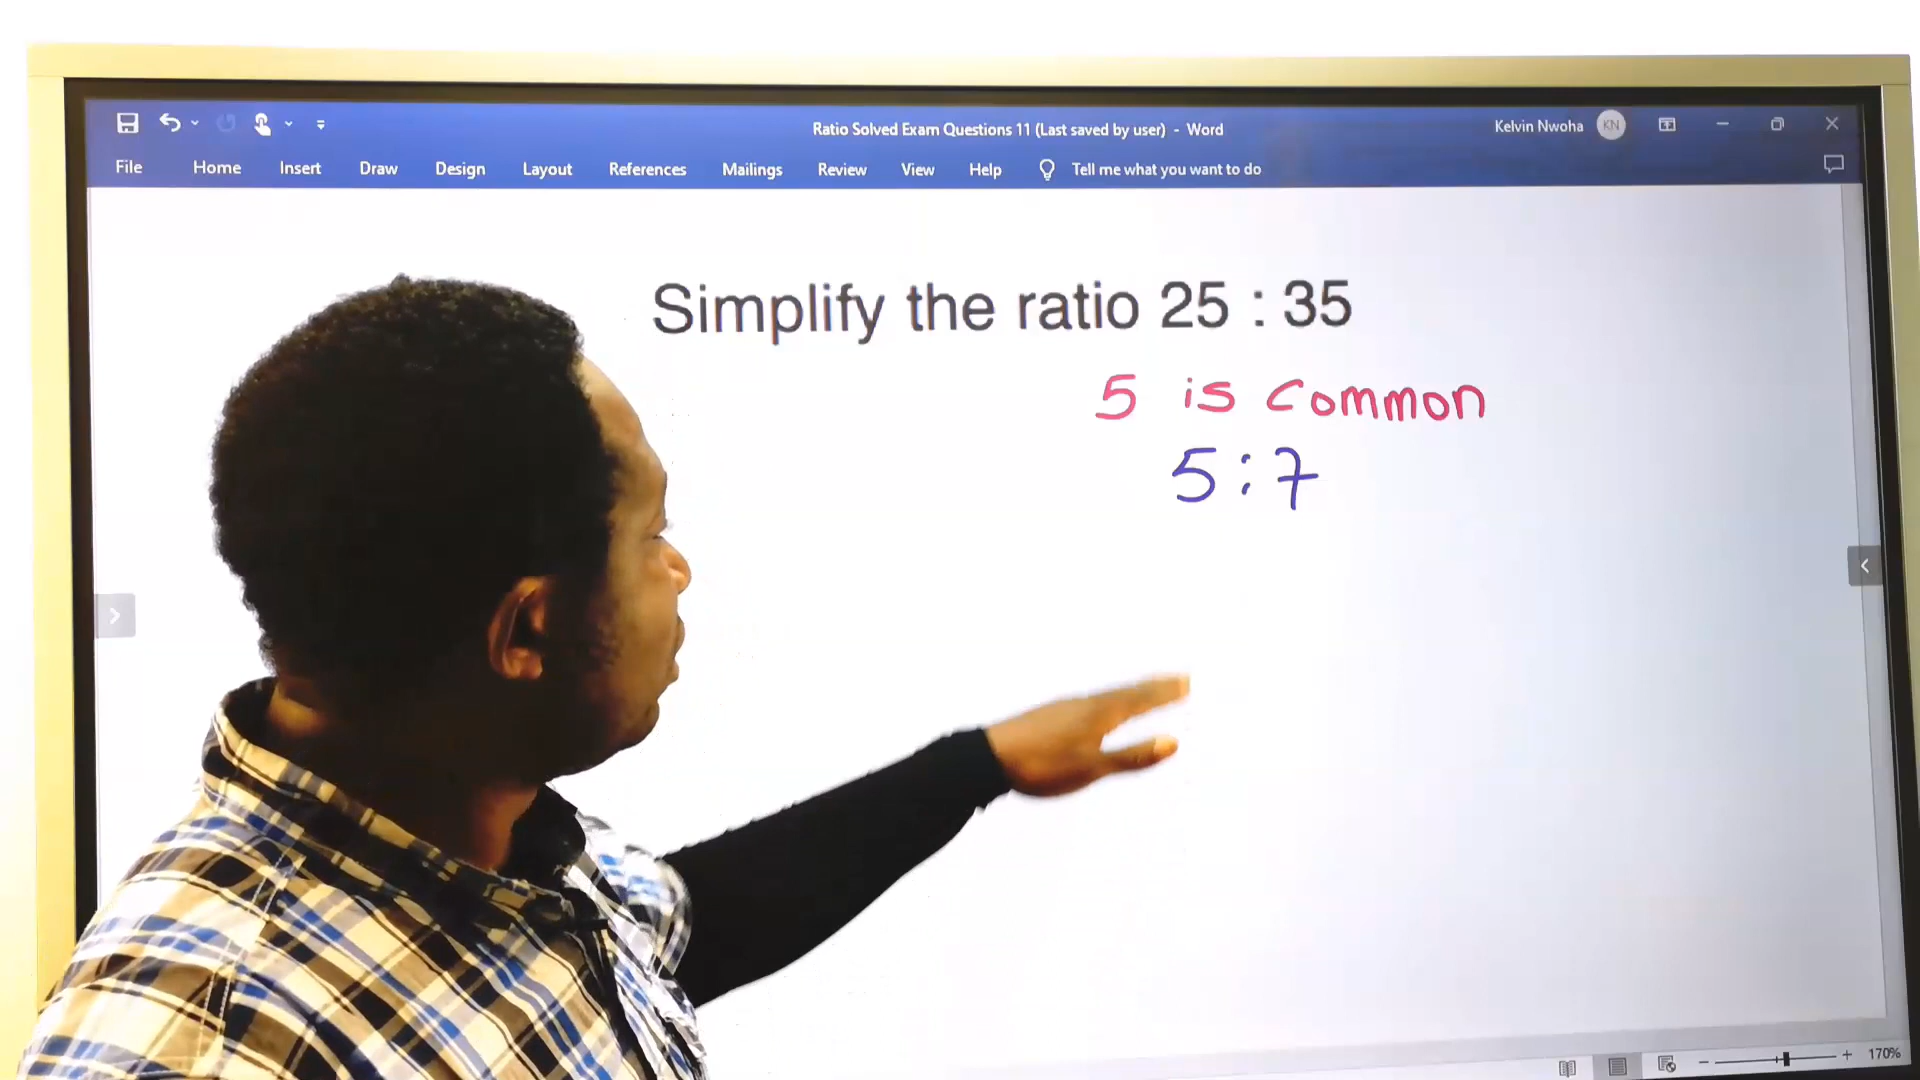 Ratio Solved Exam Questions 11 (Last saved by user) - Word
Kelvin Nwoha KN
File Home Insert Draw Design Layout References Mailings Review View Help Tell me what you want to do
Simplify the ratio 25 : 35
5 is common
5 : 7
170%